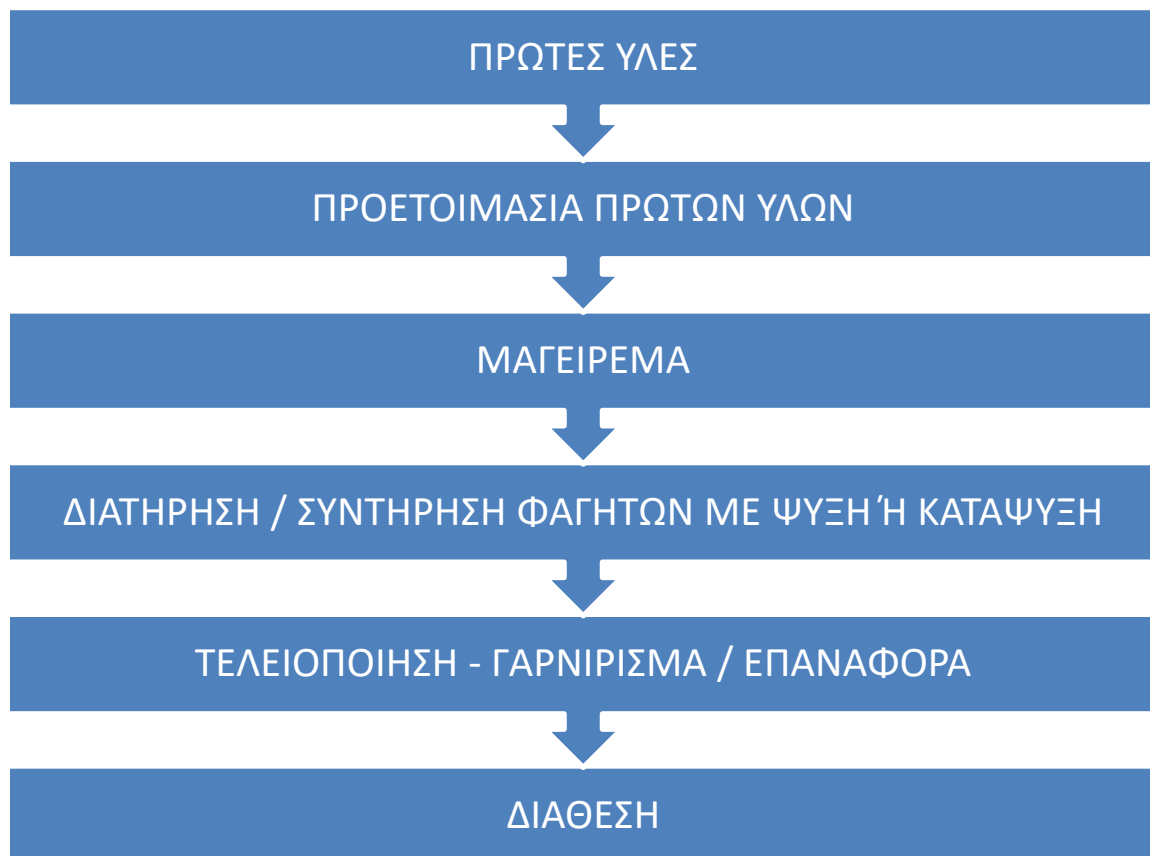 ΠΡΩΤΕΣ ΥΛΕΣ
ΠΡΟΕΤΟΙΜΑΣΙΑ ΠΡΩΤΩΝ ΥΛΩΝ
ΜΑΓΕΙΡΕΜΑ
ΔΙΑΤΗΡΗΣΗ / ΣΥΝΤΗΡΗΣΗ ΦΑΓΗΤΩΝ ΜΕ ΨΥΞΗ Ή ΚΑΤΑΨΥΞΗ
ΤΕΛΕΙΟΠΟΙΗΣΗ - ΓΑΡΝΙΡΙΣΜΑ / ΕΠΑΝΑΦΟΡΑ
ΔΙΑΘΕΣΗ